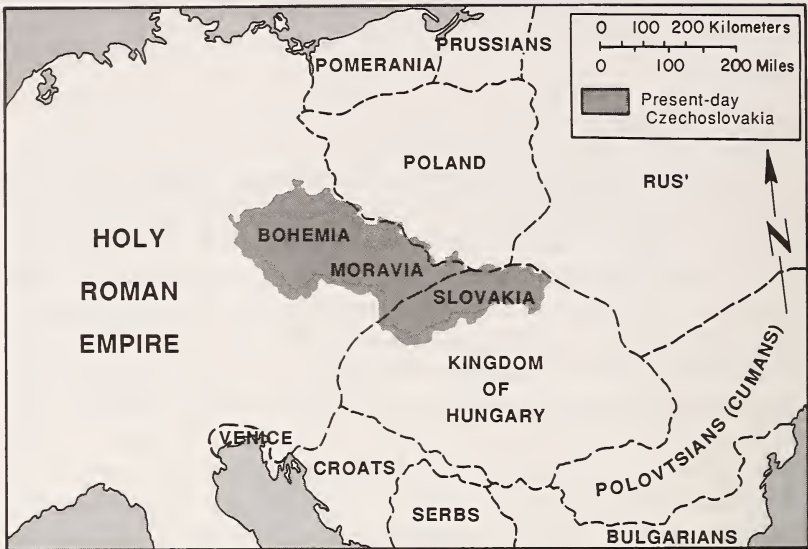 0 100 200 Kilometers
0 100 200 Miles
Present-day
Czechoslovakia
PRUSSIANS
POMERANIA
POLAND
RUS'
HOLY
ROMAN
EMPIRE
BOHEMIA
MORAVIA
SLOVAKIA
N
KINGDOM
OF
HUNGARY
VENICE
CROATS
SERBS
POLOVTSIANS (CUMANS)
BULGARIANS